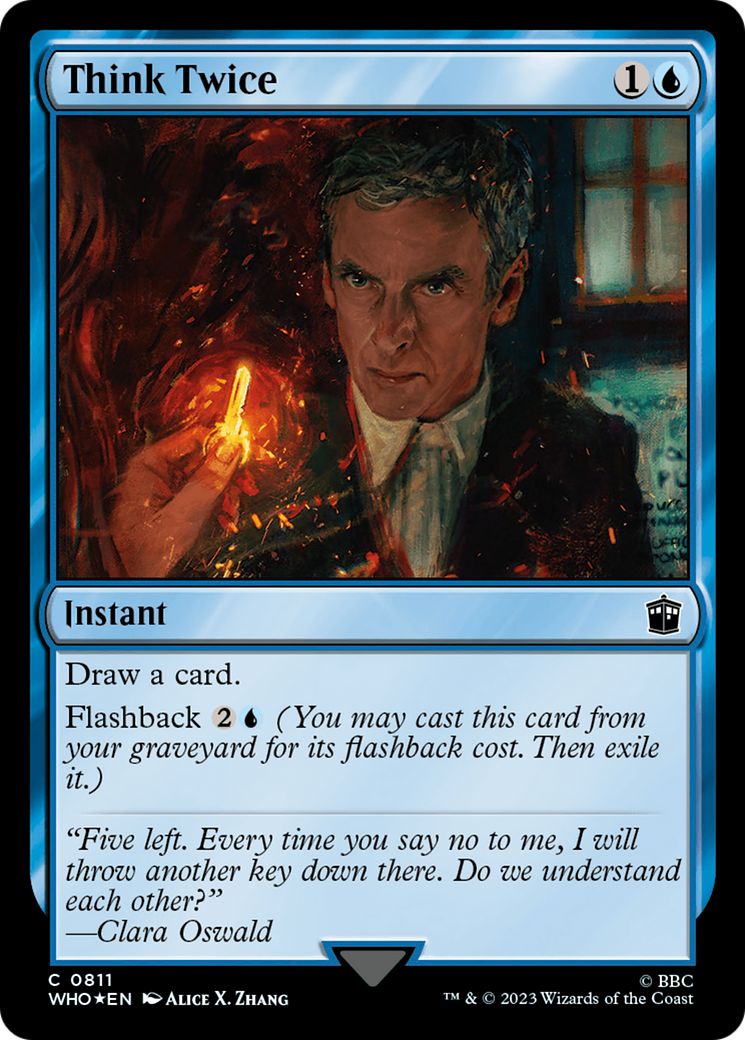 Think Twice 1
Instant
Draw a card.
Flashback 2 (You may cast this card from
your graveyard for its flashback cost. Then exile
it.)
“Five left. Every time you say no to me, I will
throw another key down there. Do we understand
each other?”
—Clara Oswald
C 0811
WHO★EN Alice X. Zhang
© BBC
™ & © 2023 Wizards of the Coast